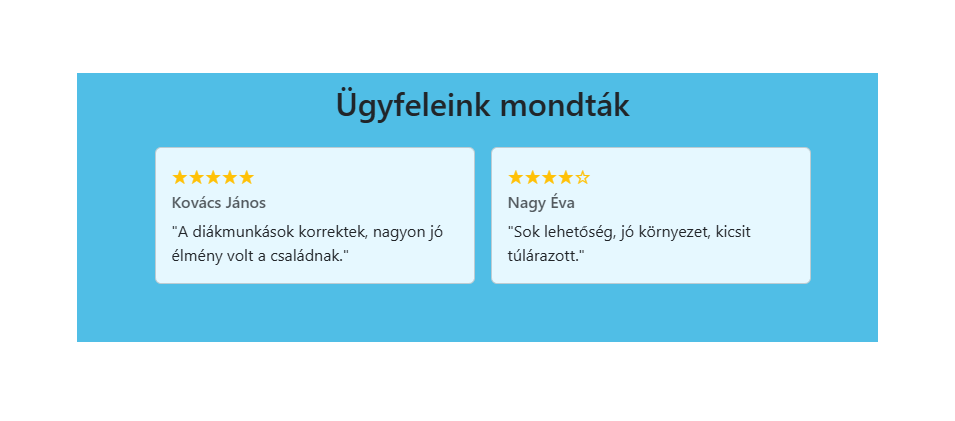 Ügyfeleink mondták
★★★★☆
Kovács János
"A diákmunkások korrektek, nagyon jó
élmény volt a családnak."
★★★★☆
Nagy Éva
"Sok lehetőség, jó környezet, kicsit
túlárazott."